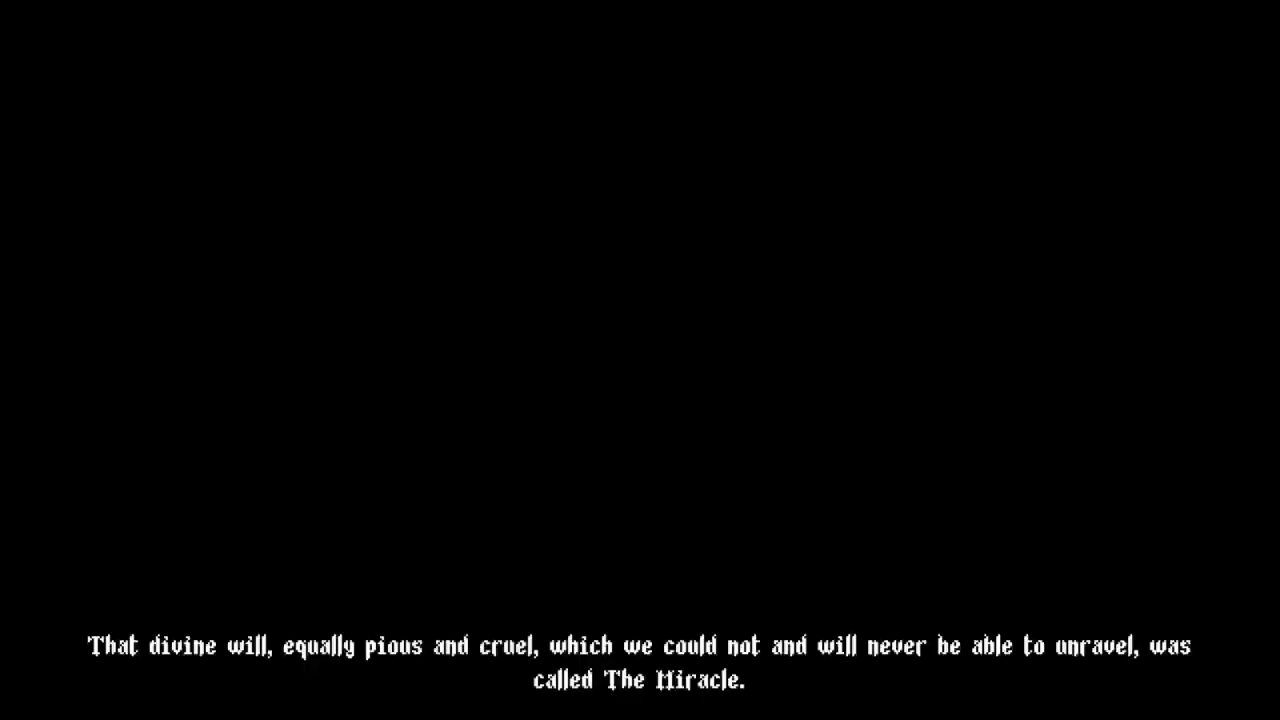 That divine will, equally pious and cruel, which we could not and will never be able to unravel, was
called The Miracle.